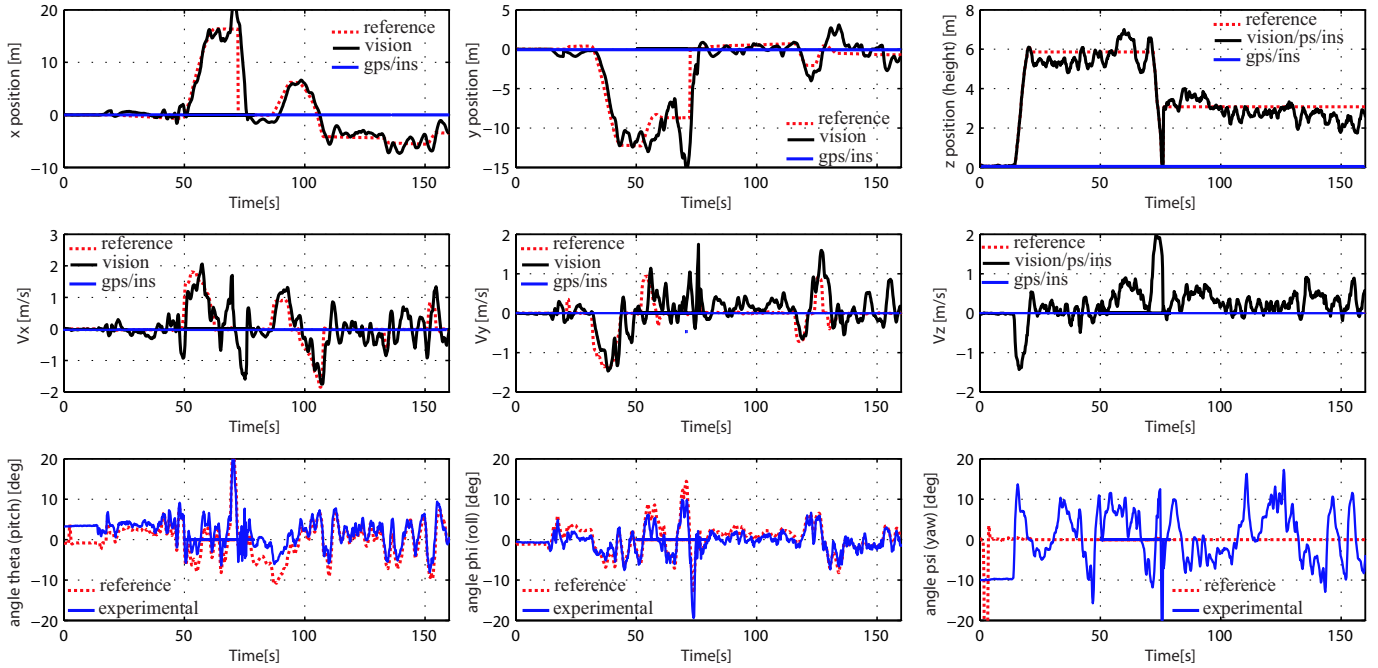 x position [m]
20
10
0
−10
0
50
100
150
Time[s]
reference
vision
gps/ins
y position [m]
5
0
−5
−10
−15
0
50
100
150
Time[s]
reference
vision
gps/ins
z position (height) [m]
8
6
4
2
0
0
50
100
150
Time[s]
reference
vision/ps/ins
gps/ins
Vx [m/s]
3
2
1
0
−1
−2
0
50
100
150
Time[s]
reference
vision
gps/ins
Vy [m/s]
2
1
0
−1
−2
0
50
100
150
Time[s]
reference
vision
gps/ins
Vz [m/s]
2
1
0
−1
−2
0
50
100
150
Time[s]
reference
vision/ps/ins
gps/ins
angle theta (pitch) [deg]
20
10
0
−10
−20
0
50
100
150
Time[s]
reference
experimental
angle phi (roll) [deg]
20
10
0
−10
−20
0
50
100
150
Time[s]
reference
experimental
angle psi (yaw) [deg]
20
10
0
−10
−20
0
50
100
150
Time[s]
reference
experimental